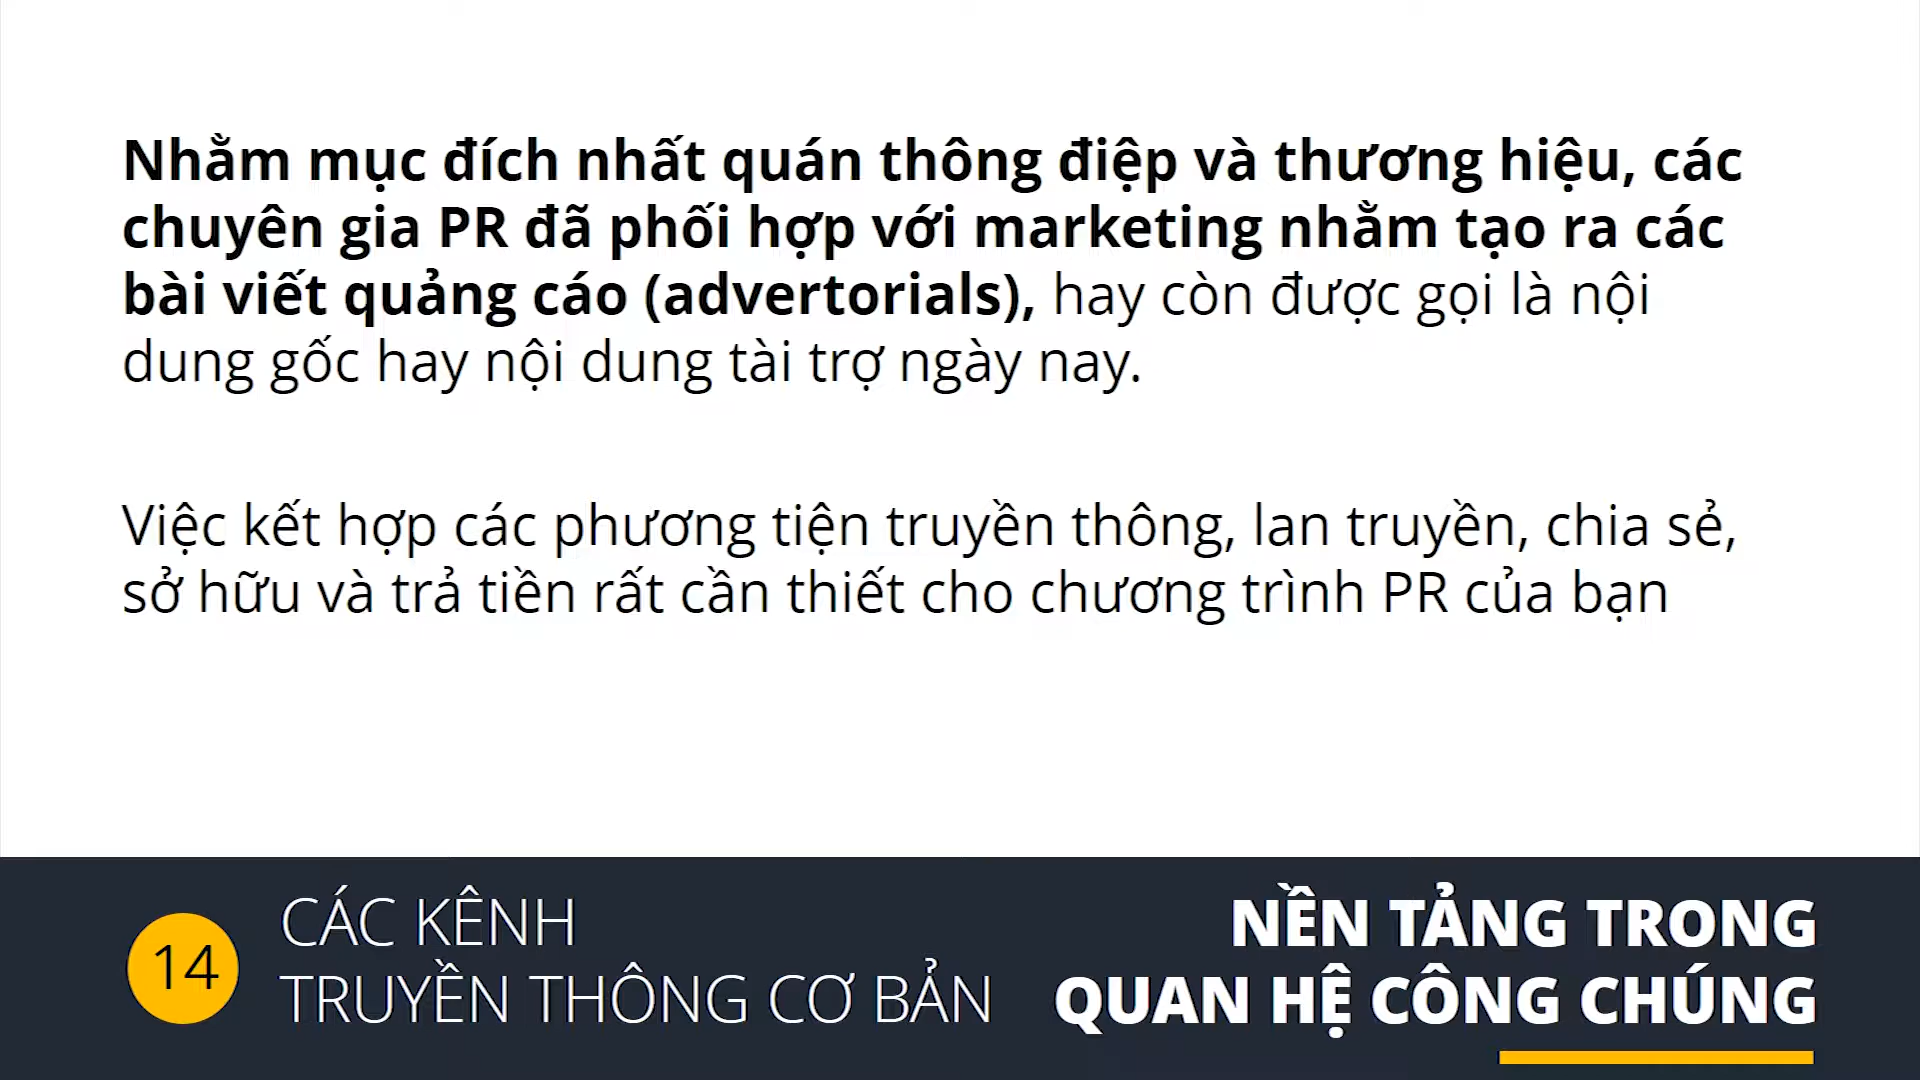 Nhằm mục đích nhất quán thông điệp và thương hiệu, các
chuyên gia PR đã phối hợp với marketing nhằm tạo ra các
bài viết quảng cáo (advertorials), hay còn được gọi là nội
dung gốc hay nội dung tài trợ ngày nay.
Việc kết hợp các phương tiện truyền thông, lan truyền, chia sẻ,
sở hữu và trả tiền rất cần thiết cho chương trình PR của bạn
14
CÁC KÊNH
TRUYỀN THÔNG CƠ BẢN
NỀN TẢNG TRONG
QUAN HỆ CÔNG CHÚNG